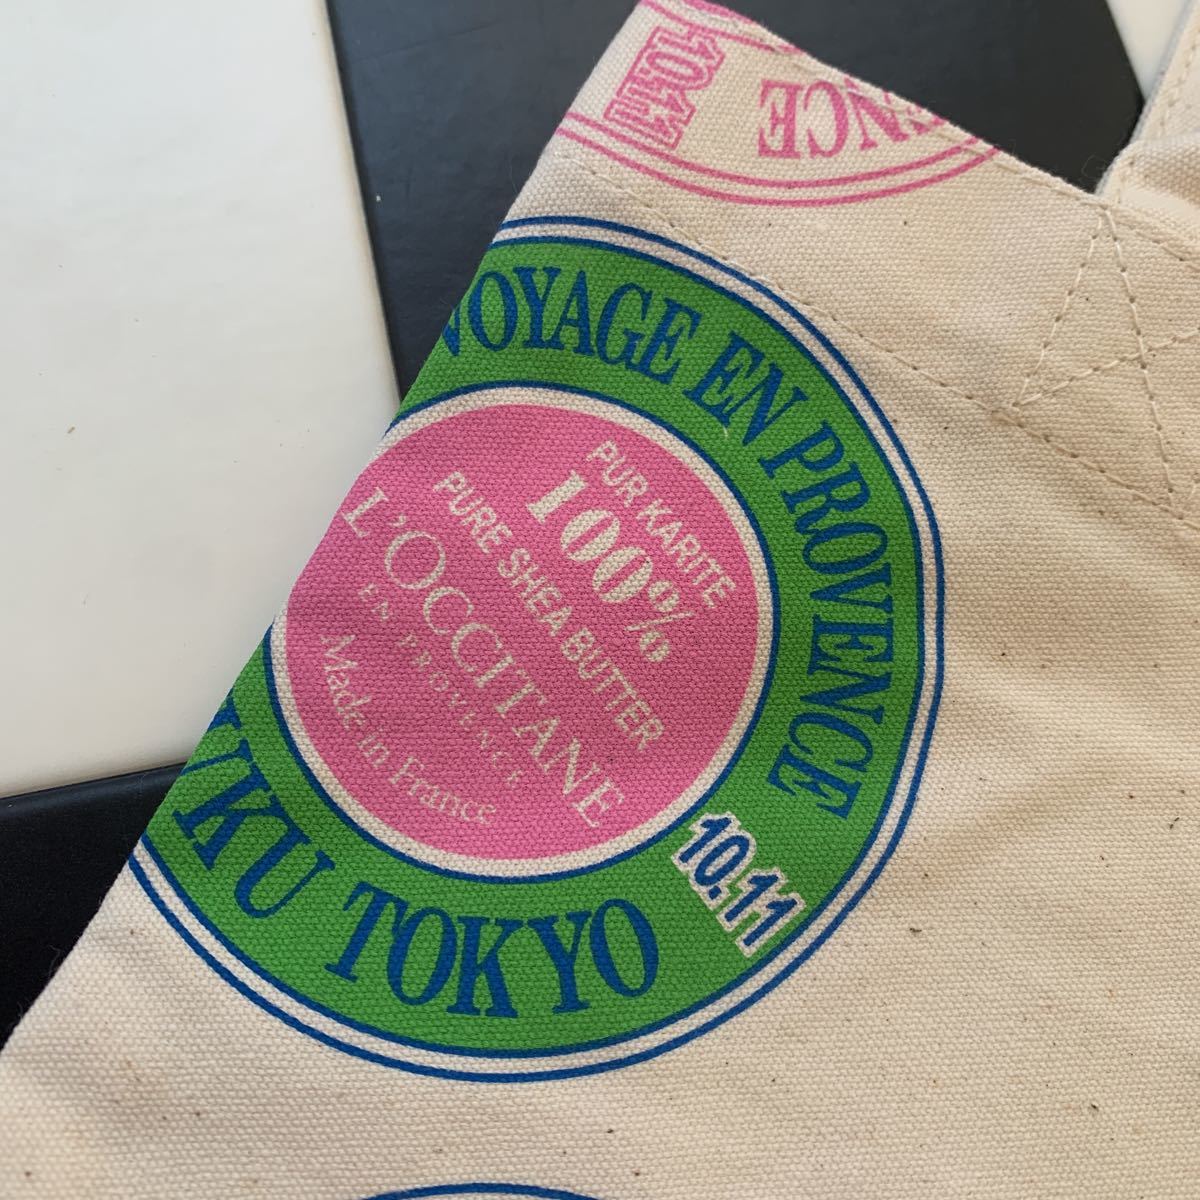 10.11
VOYAGE EN PROVENCE
PUR KARITE
100%
PURE SHEA BUTTER
L'OCCITANE
EN PROVENCE
Made in France
10.11
TOKYO